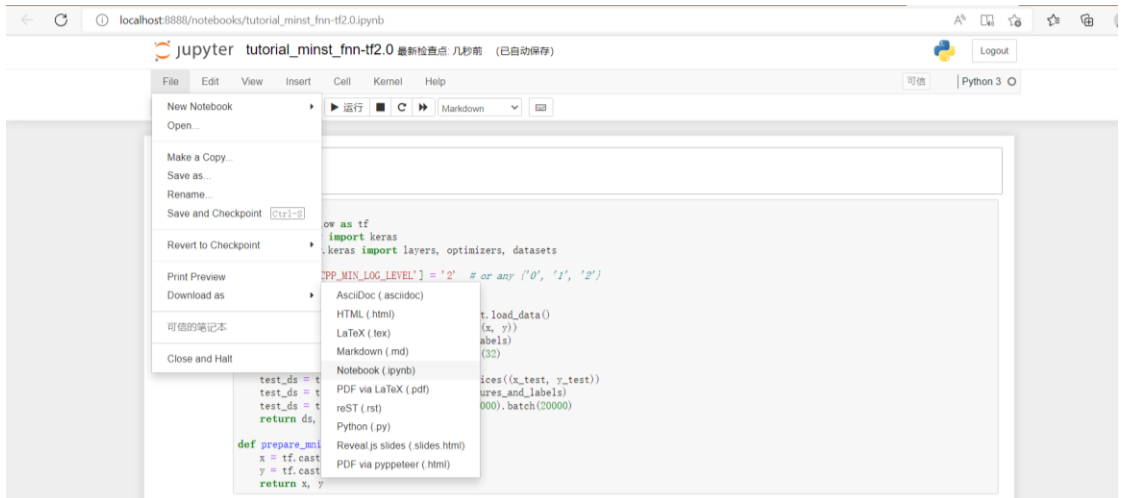 localhost:8888/notebooks/tutorial_minst_fnn-tf2.0.ipynb
jupyter tutorial_minst_fnn-tf2.0 最新检查点: 几秒前 (已自动保存)
Logout
File Edit View Insert Cell Kernel Help
可信
Python 3
New Notebook
运行
Markdown
Open...
Make a Copy...
Save as...
Rename...
Save and Checkpoint Ctrl-S
ow as tf
import keras
Revert to Checkpoint
.keras import layers, optimizers, datasets
Print Preview
CPP_MIN_LOG_LEVEL'] = '2' # or any {'0', '1', '2'}
Download as
AsciiDoc (.asciidoc)
HTML (.html)
t.load_data()
可信的笔记本
(x, y))
LaTeX (.tex)
abels)
Markdown (.md)
(32)
Close and Halt
Notebook (.ipynb)
test_ds = t
ices((x_test, y_test))
PDF via LaTeX (.pdf)
test_ds = t
ures_and_labels)
reST (.rst)
test_ds = t
000).batch(20000)
return ds,
Python (.py)
def prepare_mni
Reveal.js slides (.slides.html)
x = tf.cast
PDF via pyppeteer (.html)
y = tf.cast
return x, y